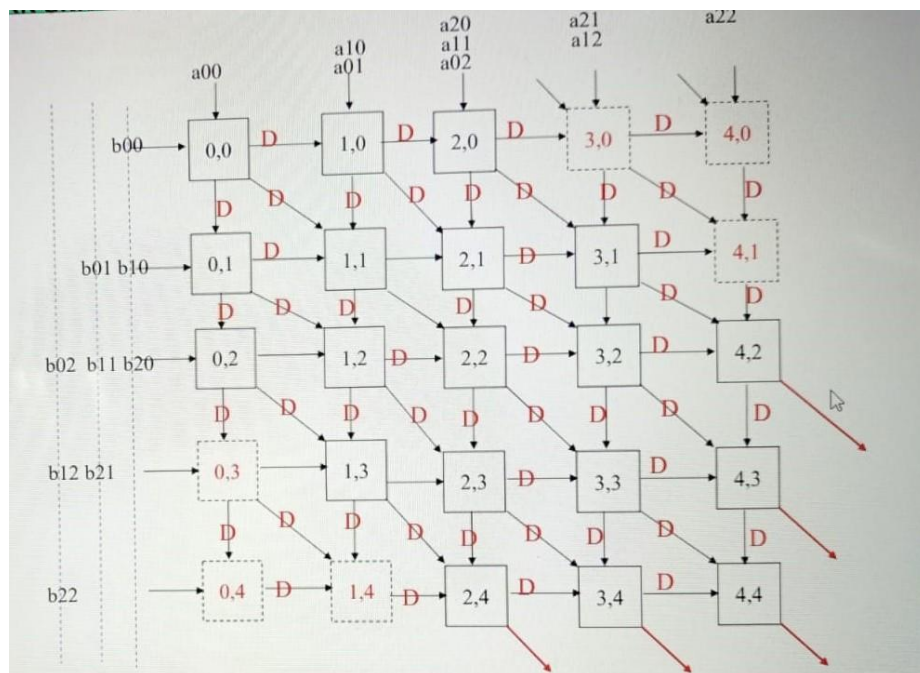 a20 a21 a22
a10 a11 a12
a00 a01 a02
b00 0,0 D 1,0 D 2,0 D 3,0 D 4,0
D D D D D D D D D
b01 b10 0,1 D 1,1 2,1 D 3,1 D 4,1
D D D D D D D
b02 b11 b20 0,2 1,2 D 2,2 D 3,2 D 4,2
D D D D D D D D D
b12 b21 0,3 1,3 2,3 D 3,3 D 4,3
D D D D D D D D D
b22 0,4 D 1,4 D 2,4 D 3,4 D 4,4